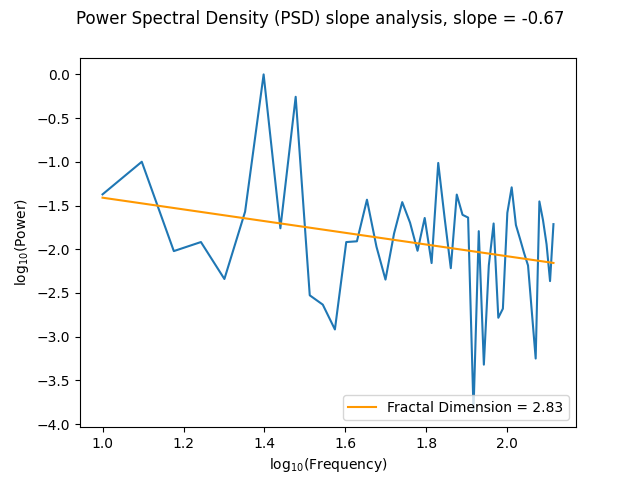 Power Spectral Density (PSD) slope analysis, slope = -0.67
0.0
−0.5
−1.0
−1.5
−2.0
−2.5
−3.0
−3.5
−4.0
log₁₀(Power)
Fractal Dimension = 2.83
1.0 1.2 1.4 1.6 1.8 2.0
log₁₀(Frequency)